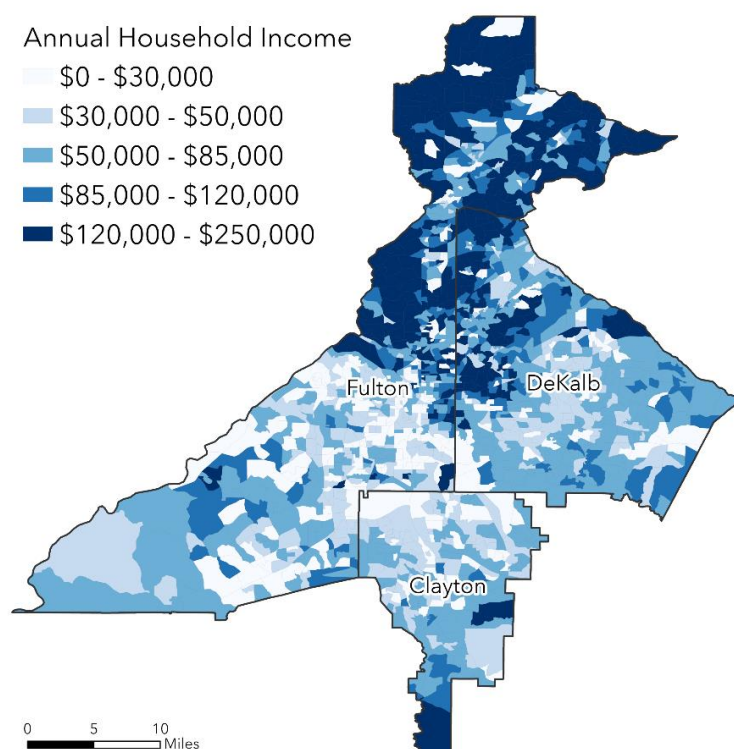 Annual Household Income
$0 - $30,000
$30,000 - $50,000
$50,000 - $85,000
$85,000 - $120,000
$120,000 - $250,000
Fulton
DeKalb
Clayton
0 5 10
Miles